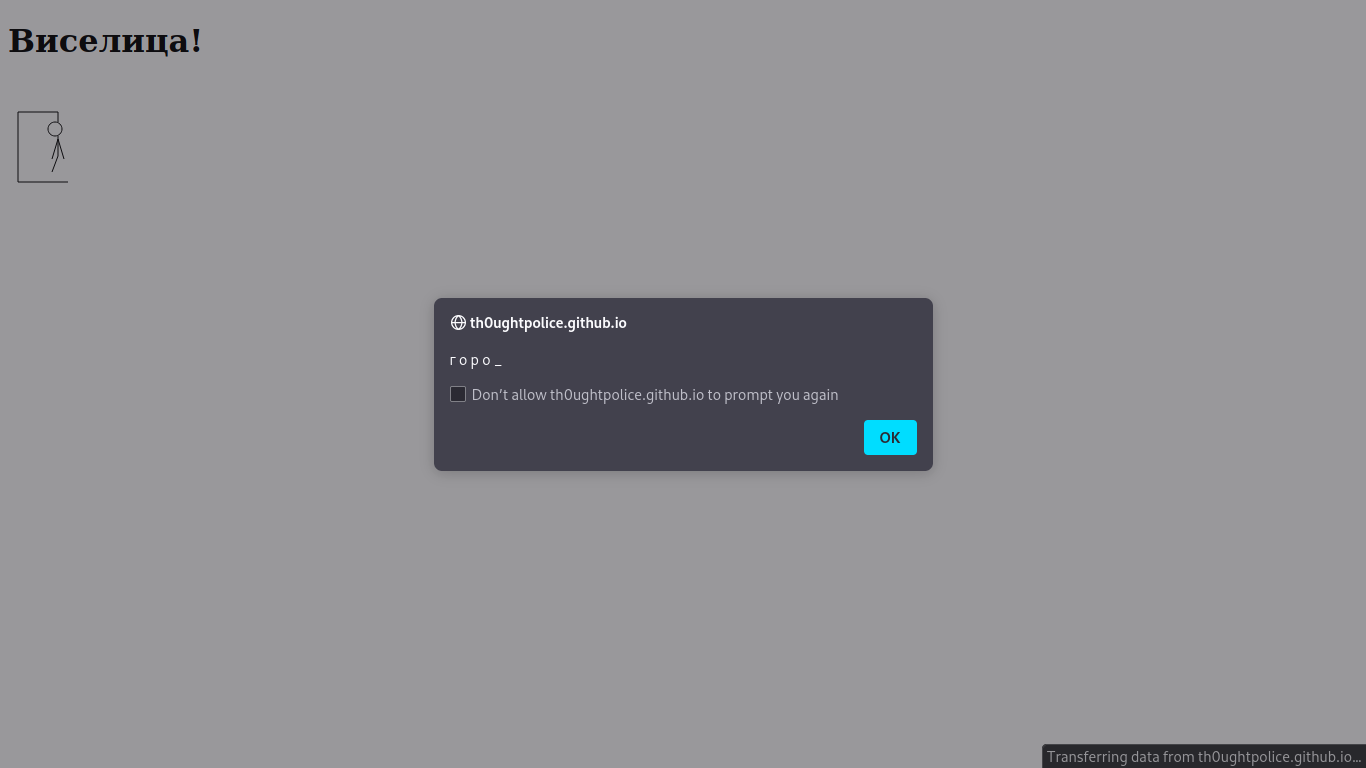 Виселица!
th0ughtpolice.github.io
г о р о _
Don’t allow th0ughtpolice.github.io to prompt you again
OK
Transferring data from th0ughtpolice.github.io…